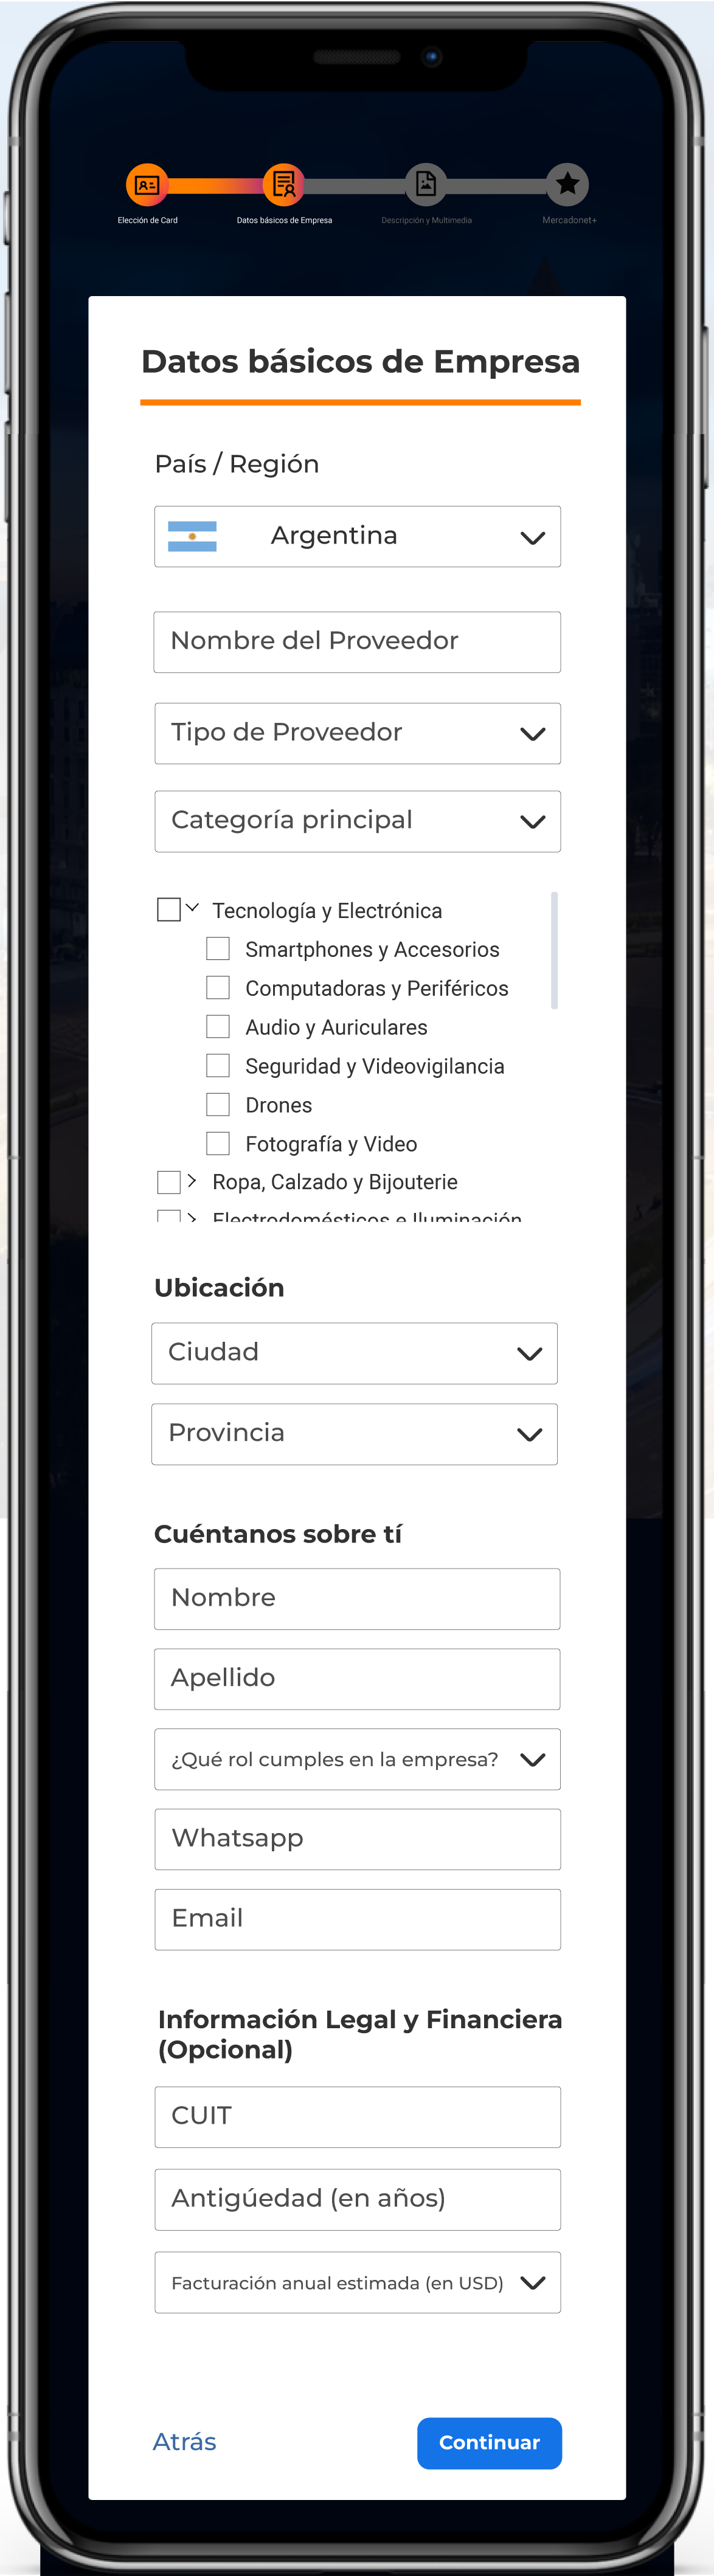 Elección de Card
Datos básicos de Empresa
Descripción y Multimedia
Mercadonet+
Datos básicos de Empresa
País / Región
Argentina
Nombre del Proveedor
Tipo de Proveedor
Categoría principal
Tecnología y Electrónica
Smartphones y Accesorios
Computadoras y Periféricos
Audio y Auriculares
Seguridad y Videovigilancia
Drones
Fotografía y Video
Ropa, Calzado y Bijouterie
Electrodomésticos e Iluminación
Ubicación
Ciudad
Provincia
Cuéntanos sobre tí
Nombre
Apellido
¿Qué rol cumples en la empresa?
Whatsapp
Email
Información Legal y Financiera
(Opcional)
CUIT
Antigúedad (en años)
Facturación anual estimada (en USD)
Atrás
Continuar